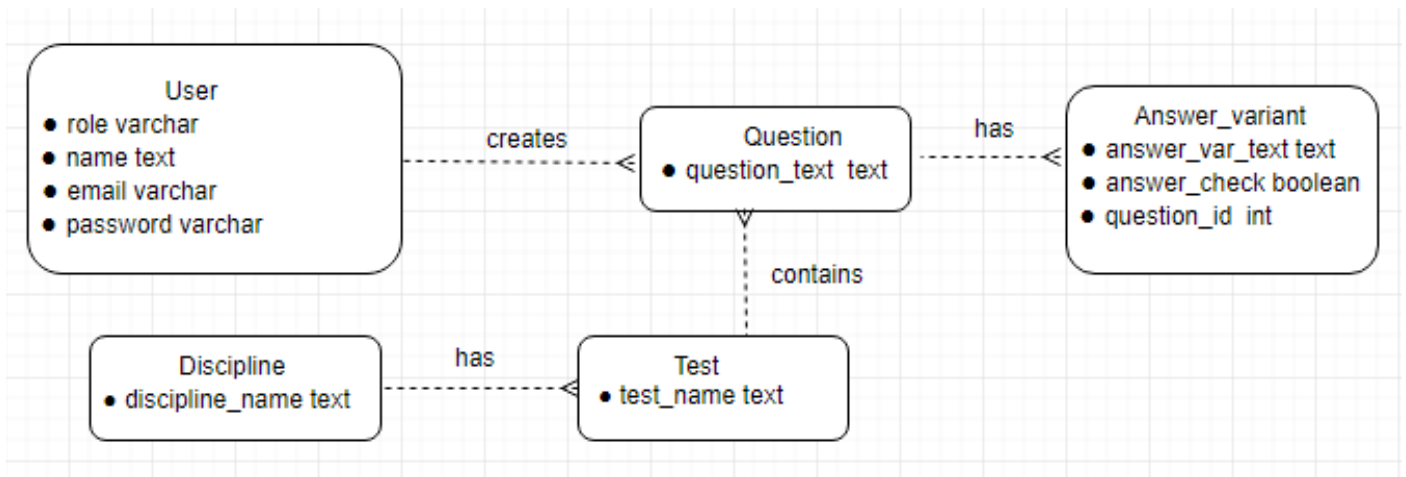 User
● role varchar
● name text
● email varchar
● password varchar
creates
Question
● question_text text
has
Answer_variant
● answer_var_text text
● answer_check boolean
● question_id int
contains
Discipline
● discipline_name text
has
Test
● test_name text